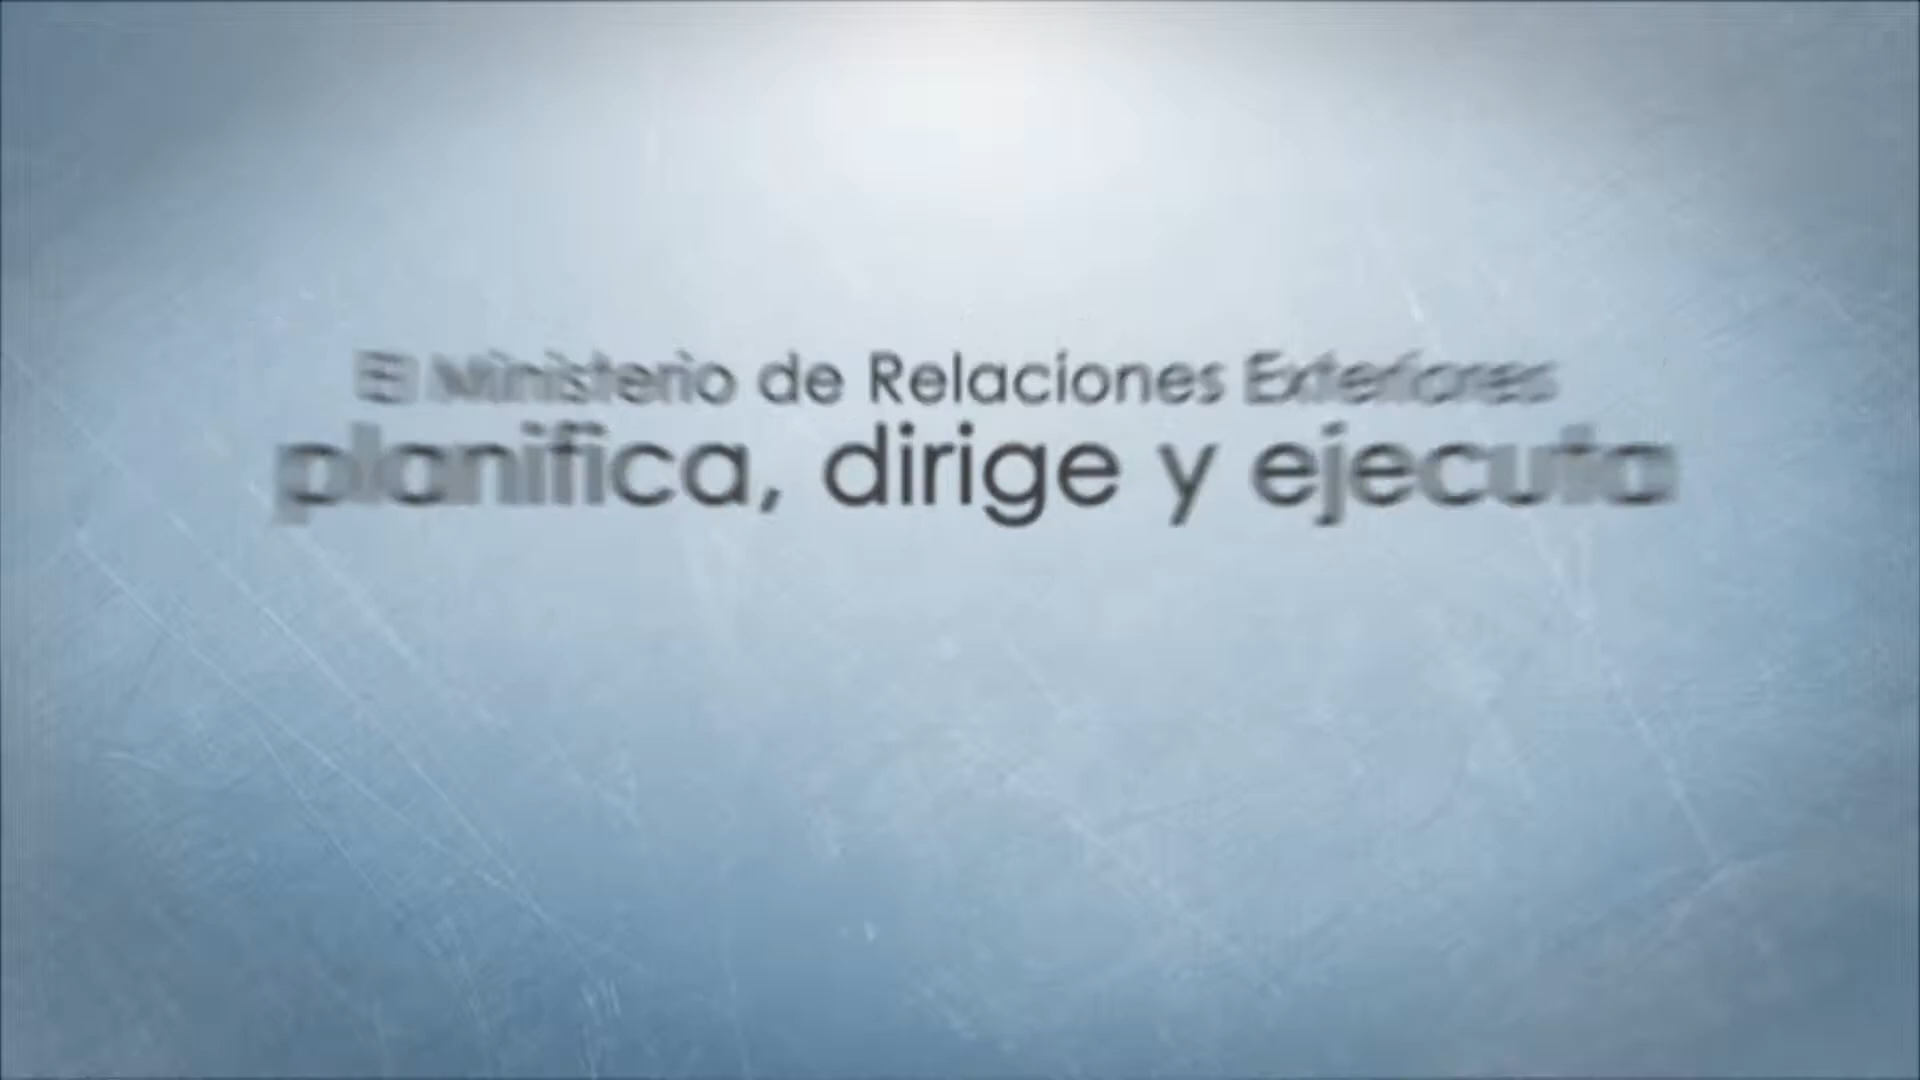 El Ministerio de Relaciones Exteriores
planifica, dirige y ejecuta